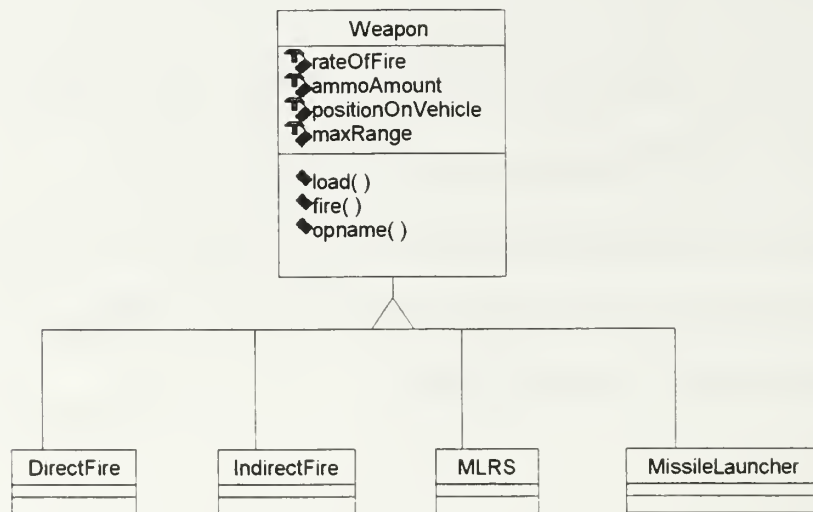 Weapon
rateOfFire
ammoAmount
positionOnVehicle
maxRange
load( )
fire( )
opname( )
DirectFire
IndirectFire
MLRS
MissileLauncher